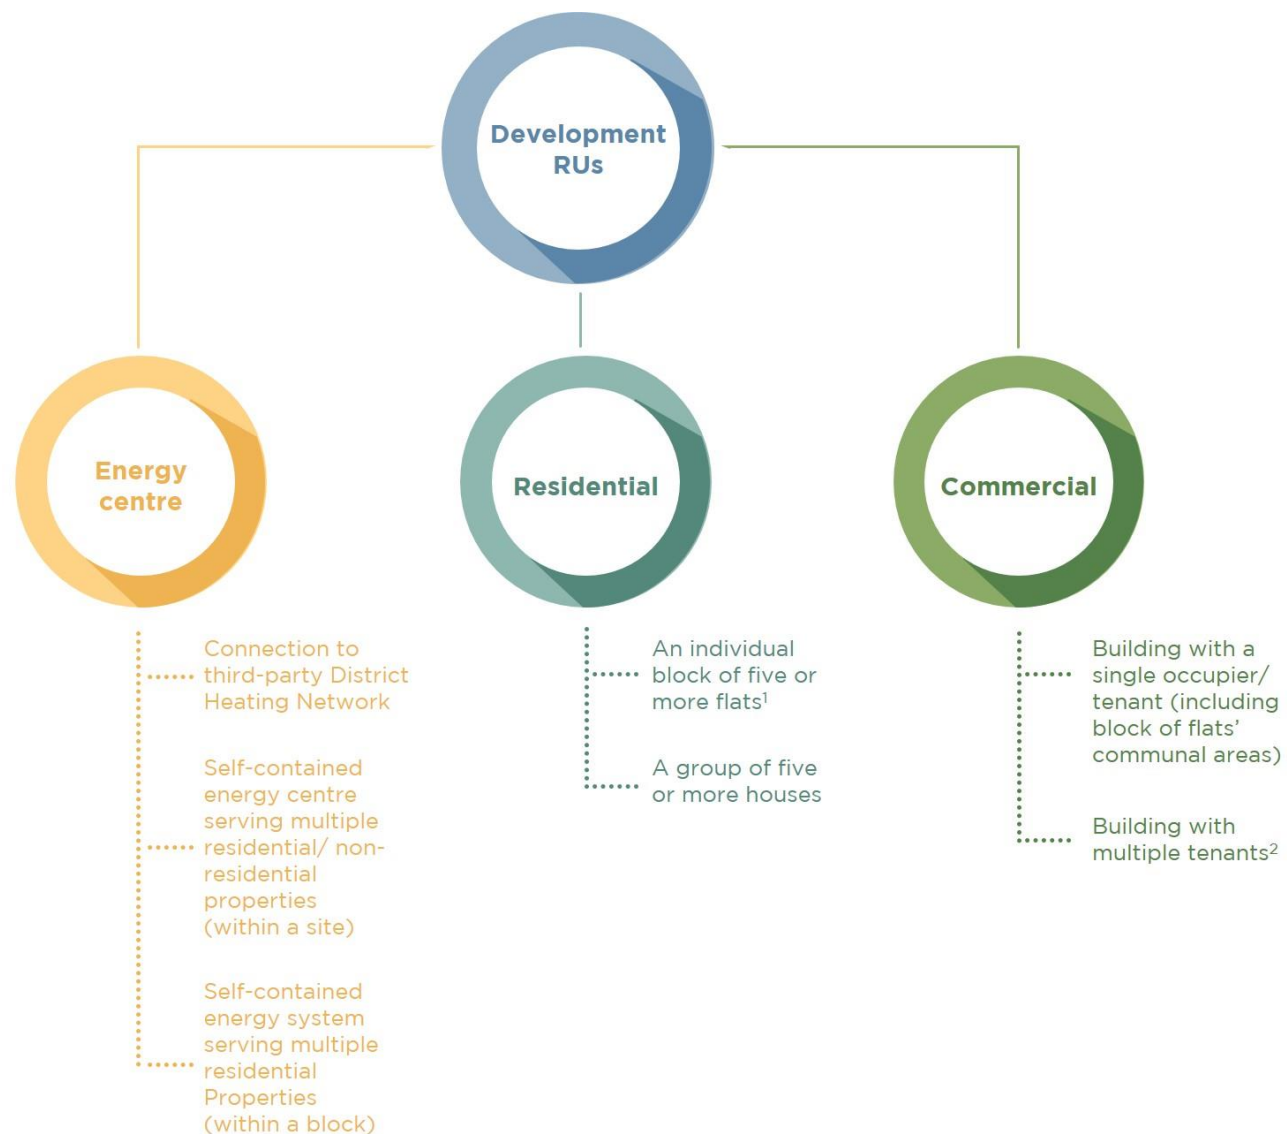 Development
RUs
Energy
centre
Residential
Commercial
Connection to
third-party District
Heating Network
Self-contained
energy centre
serving multiple
residential/ non-
residential
properties
(within a site)
Self-contained
energy system
serving multiple
residential
Properties
(within a block)
An individual
block of five or
more flats¹
A group of five
or more houses
Building with a
single occupier/
tenant (including
block of flats’
communal areas)
Building with
multiple tenants²